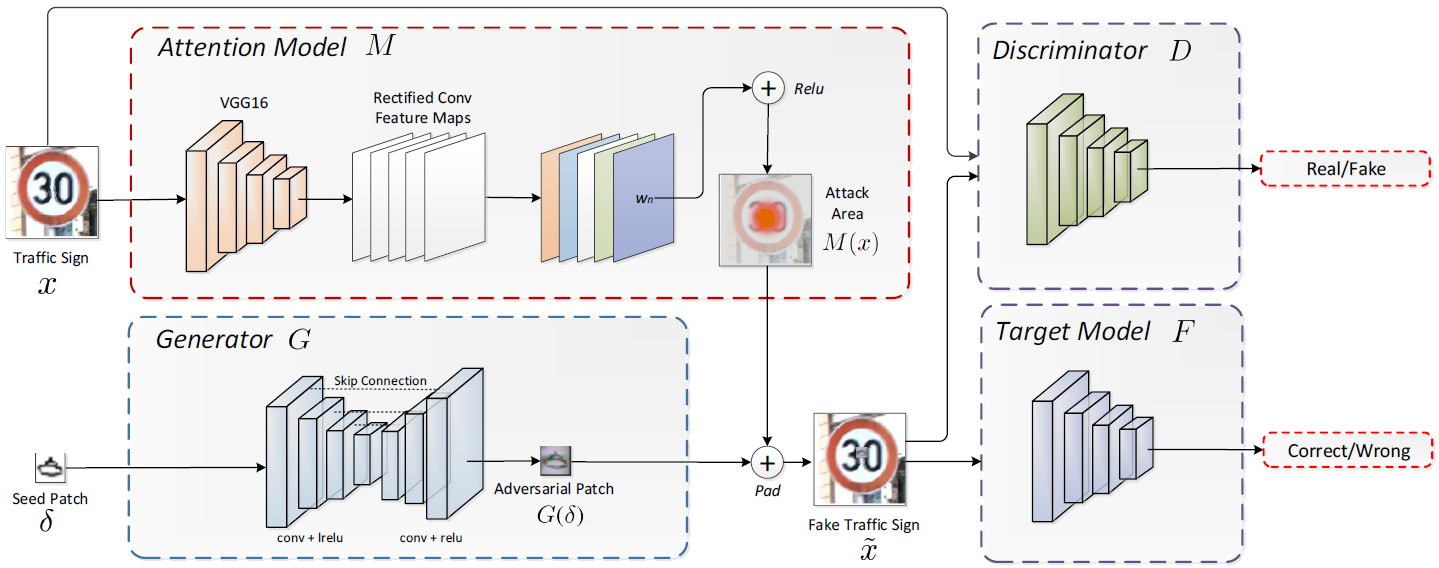 Attention Model M
VGG16
Rectified Conv
Feature Maps
wn
Relu
Attack
Area
M(x)
30
Traffic Sign
x
Discriminator D
Real/Fake
Generator G
Skip Connection
conv + lrelu
conv + relu
Seed Patch
δ
Adversarial Patch
G(δ)
Pad
30
Fake Traffic Sign
x̃
Target Model F
Correct/Wrong